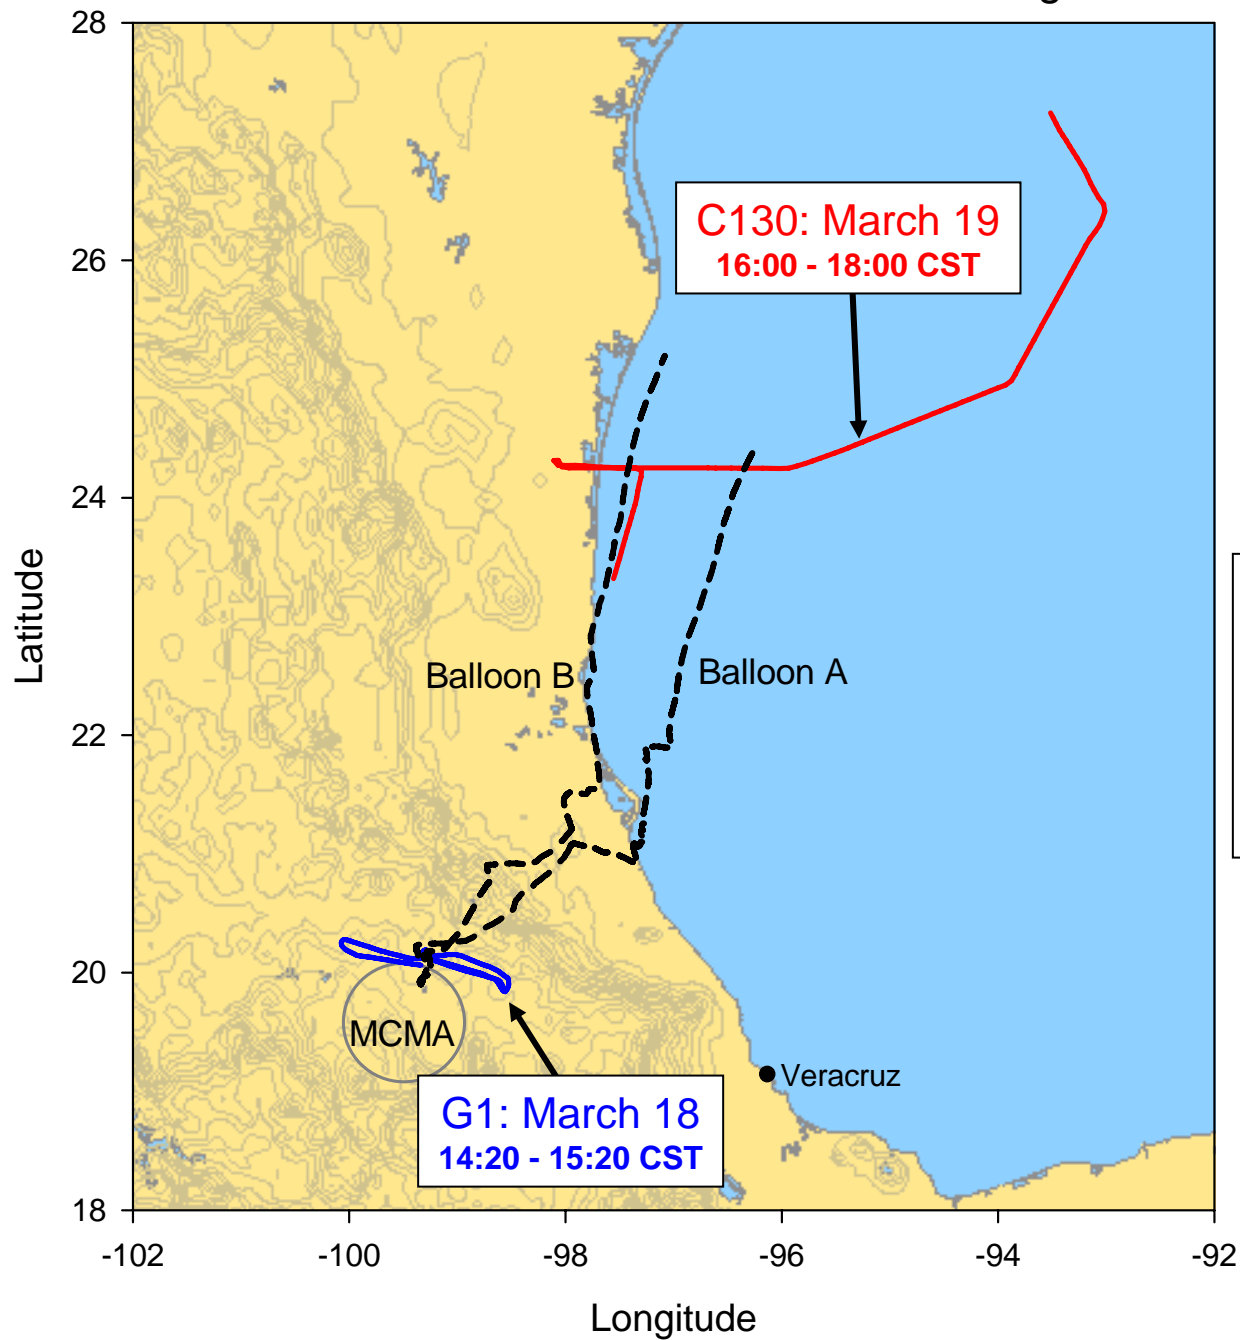 g
28
C130: March 19
16:00 - 18:00 CST
26
24
Latitude
Balloon B
Balloon A
22
20
MCMA
Veracruz
G1: March 18
14:20 - 15:20 CST
18
-102
-100
-98
-96
-94
-92
Longitude